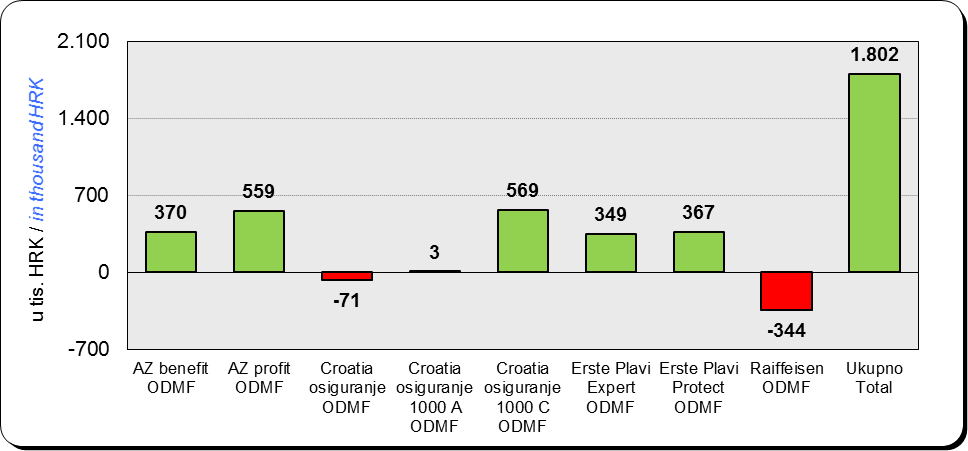 u tis. HRK / in thousand HRK
2.100
1.400
700
0
-700
370
559
-71
3
569
349
367
-344
1.802
AZ benefit
ODMF
AZ profit
ODMF
Croatia
osiguranje
ODMF
Croatia
osiguranje
1000 A
ODMF
Croatia
osiguranje
1000 C
ODMF
Erste Plavi
Expert
ODMF
Erste Plavi
Protect
ODMF
Raiffeisen
ODMF
Ukupno
Total